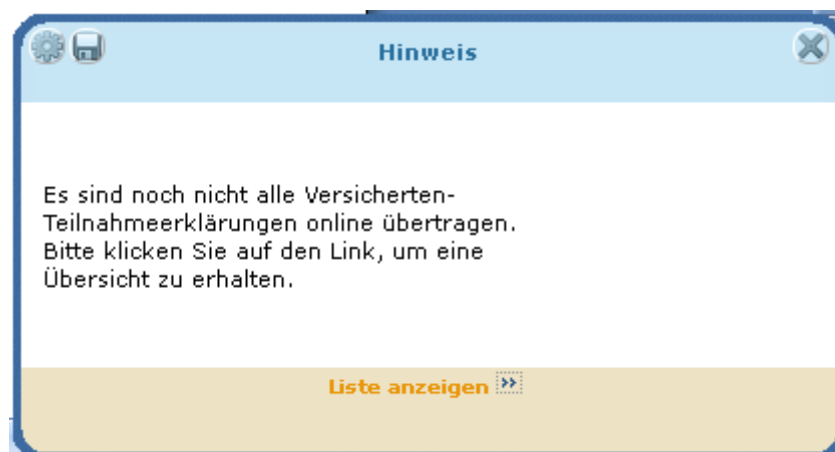 Hinweis
Es sind noch nicht alle Versicherten-
Teilnahmeerklärungen online übertragen.
Bitte klicken Sie auf den Link, um eine
Übersicht zu erhalten.
Liste anzeigen